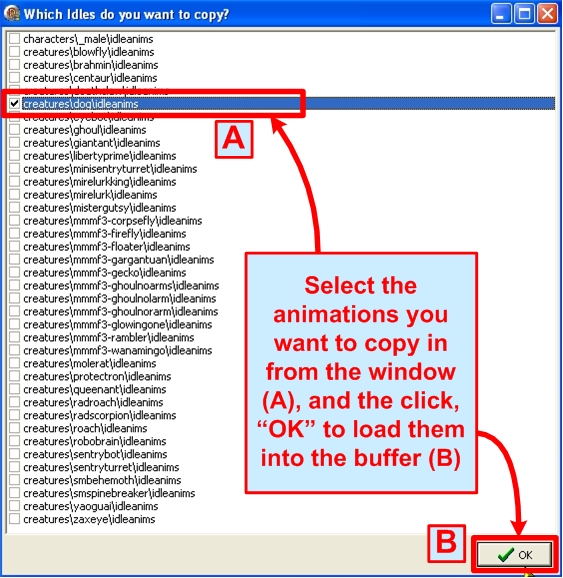 Which Idles do you want to copy?
characters\_male\idleanims
creatures\blowfly\idleanims
creatures\brahmin\idleanims
creatures\centaur\idleanims
creatures\dog\idleanims
creatures\ghoul\idleanims
creatures\giantant\idleanims
creatures\libertyprime\idleanims
creatures\minisentryturret\idleanims
creatures\mirelurkking\idleanims
creatures\mirelurk\idleanims
creatures\mistergutsy\idleanims
creatures\mmmf3-corpsefly\idleanims
creatures\mmmf3-firefly\idleanims
creatures\mmmf3-floater\idleanims
creatures\mmmf3-gargantuan\idleanims
creatures\mmmf3-gecko\idleanims
creatures\mmmf3-ghoulnoarms\idleanims
creatures\mmmf3-ghoulnolarm\idleanims
creatures\mmmf3-ghoulnorarm\idleanims
creatures\mmmf3-glowingone\idleanims
creatures\mmmf3-rambler\idleanims
creatures\mmmf3-wanamingo\idleanims
creatures\molerat\idleanims
creatures\protectron\idleanims
creatures\queenant\idleanims
creatures\radroach\idleanims
creatures\radscorpion\idleanims
creatures\roach\idleanims
creatures\robobrain\idleanims
creatures\sentrybot\idleanims
creatures\sentryturret\idleanims
creatures\smbehemoth\idleanims
creatures\smspinebreaker\idleanims
creatures\yaoguai\idleanims
creatures\zaxeye\idleanims
A
Select the
animations you
want to copy in
from the window
(A), and the click,
“OK” to load them
into the buffer (B)
B
OK